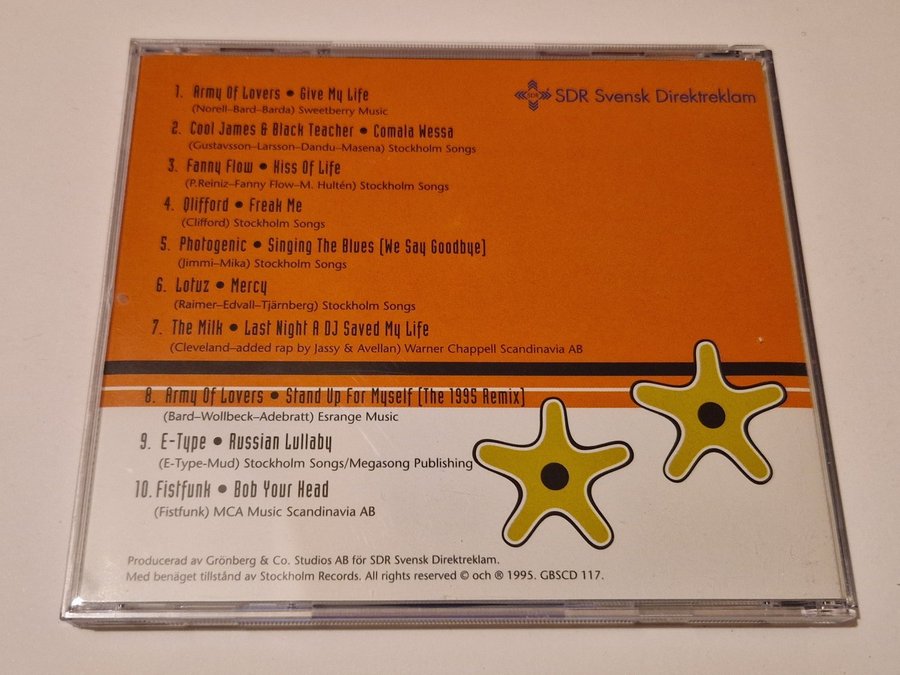 SDR SDR Svensk Direktreklam
1. Army Of Lovers • Give My Life
(Norell–Bard–Barda) Sweetberry Music
2. Cool James & Black Teacher • Comala Wessa
(Gustavsson–Larsson–Dandu–Masena) Stockholm Songs
3. Fanny Flow • Kiss Of Life
(P.Reiniz–Fanny Flow–M. Hultén) Stockholm Songs
4. Qlifford • Freak Me
(Clifford) Stockholm Songs
5. Photogenic • Singing The Blues (We Say Goodbye)
(Jimmi–Mika) Stockholm Songs
6. Lotuz • Mercy
(Raimer–Edvall–Tjärnberg) Stockholm Songs
7. The Milk • Last Night A DJ Saved My Life
(Cleveland–added rap by Jassy & Avellan) Warner Chappell Scandinavia AB
8. Army Of Lovers • Stand Up For Myself (The 1995 Remix)
(Bard–Wollbeck–Adebratt) Esrange Music
9. E-Type • Russian Lullaby
(E-Type-Mud) Stockholm Songs/Megasong Publishing
10. Fistfunk • Bob Your Head
(Fistfunk) MCA Music Scandinavia AB
Producerad av Grönberg & Co. Studios AB för SDR Svensk Direktreklam.
Med benäget tillstånd av Stockholm Records. All rights reserved © och ® 1995. GBSCD 117.